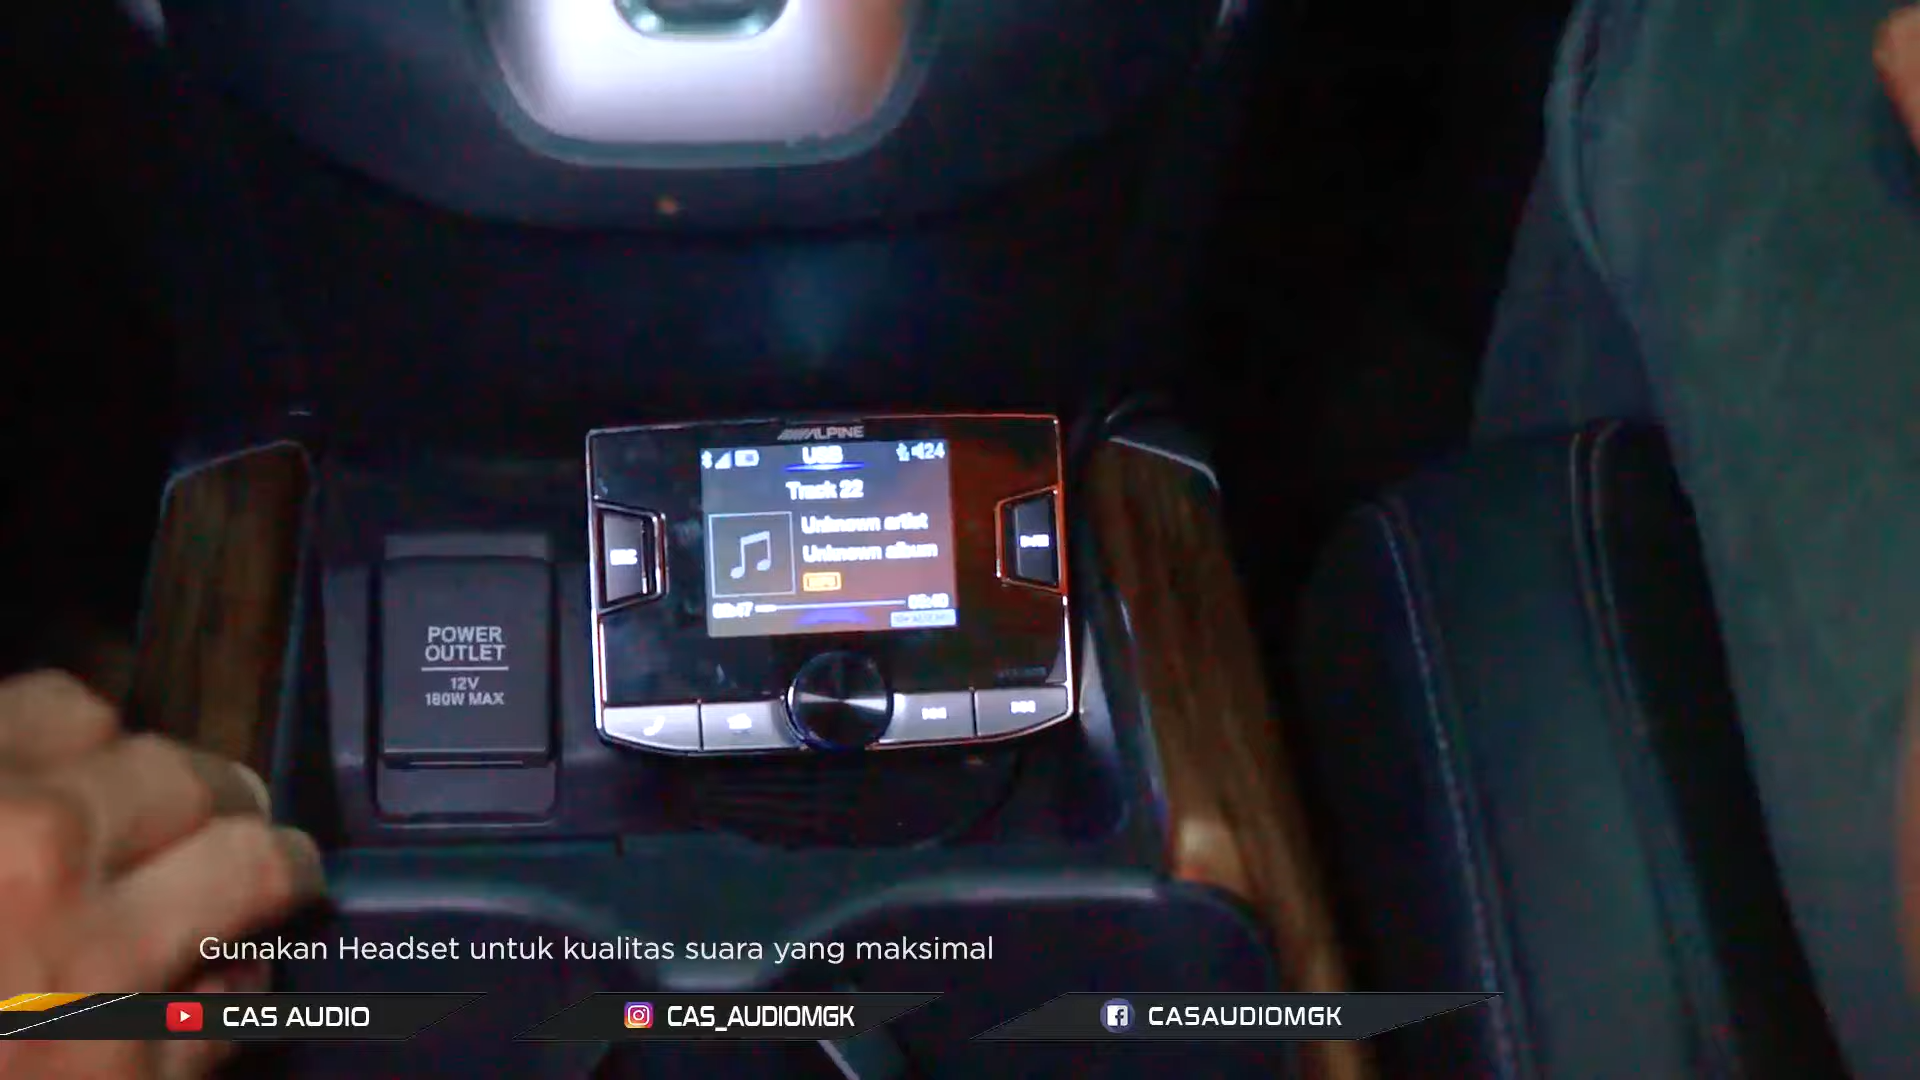 ALPINE
USB
24
Track 22
Unknown artist
Unknown album
POWER
OUTLET
12V
180W MAX
Gunakan Headset untuk kualitas suara yang maksimal
CAS AUDIO
CAS_AUDIOMGK
CASAUDIOMGK